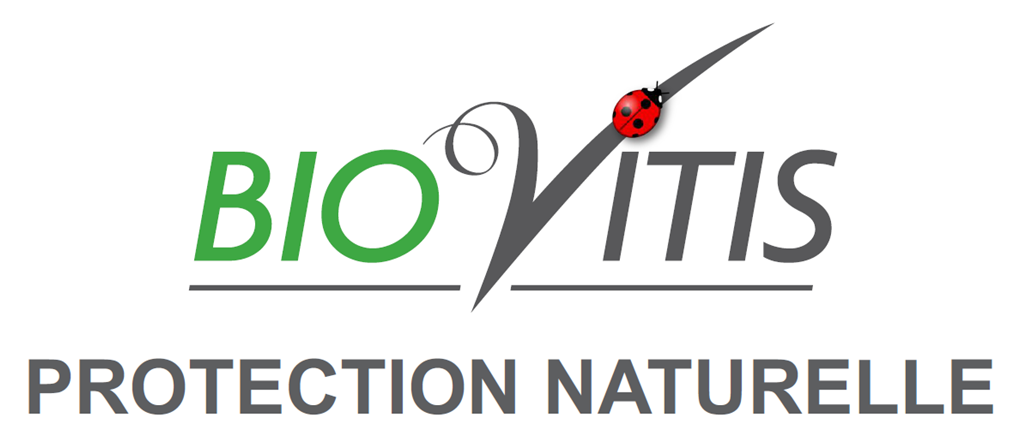 BIOVITIS
PROTECTION NATURELLE